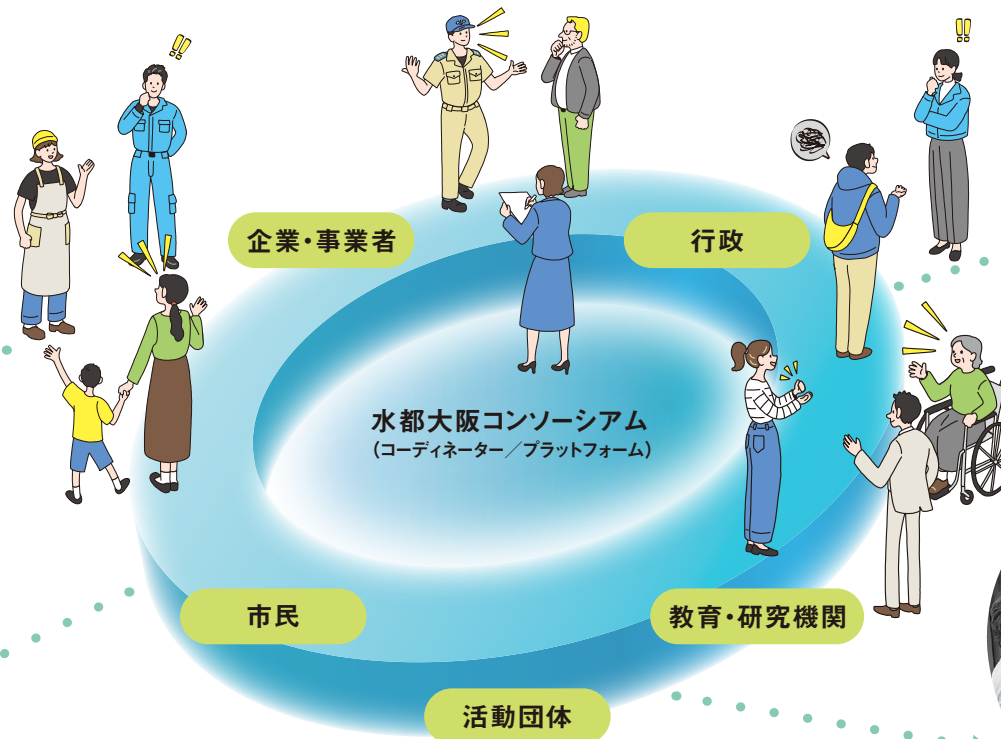 !!
!!
企業・事業者
行政
水都大阪コンソーシアム
(コーディネーター/プラットフォーム)
市民
教育・研究機関
活動団体